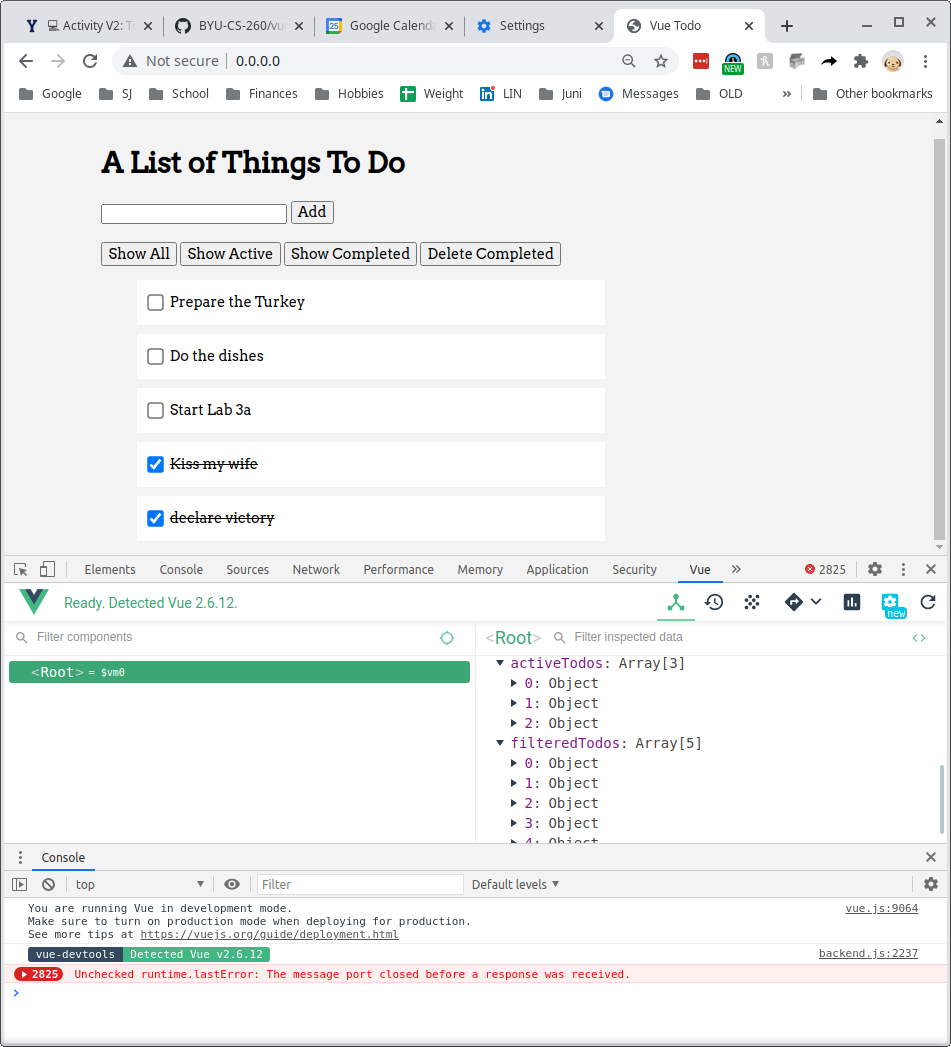 Y Activity V2: To
BYU-CS-260/vue
Google Calenda
Settings
Vue Todo
Not secure 0.0.0.0
NEW
Google SJ School Finances Hobbies Weight LIN Juni Messages OLD » Other bookmarks
A List of Things To Do
Add
Show All Show Active Show Completed Delete Completed
Prepare the Turkey
Do the dishes
Start Lab 3a
Kiss my wife
declare victory
Elements Console Sources Network Performance Memory Application Security Vue » 2825
Ready. Detected Vue 2.6.12.
new
Filter components
<Root> Filter inspected data
<Root> = $vm0
activeTodos: Array[3]
0: Object
1: Object
2: Object
filteredTodos: Array[5]
0: Object
1: Object
2: Object
3: Object
4: Object
Console
top Filter Default levels
You are running Vue in development mode. vue.js:9064
Make sure to turn on production mode when deploying for production.
See more tips at https://vuejs.org/guide/deployment.html
vue-devtools Detected Vue v2.6.12 backend.js:2237
2825 Unchecked runtime.lastError: The message port closed before a response was received.